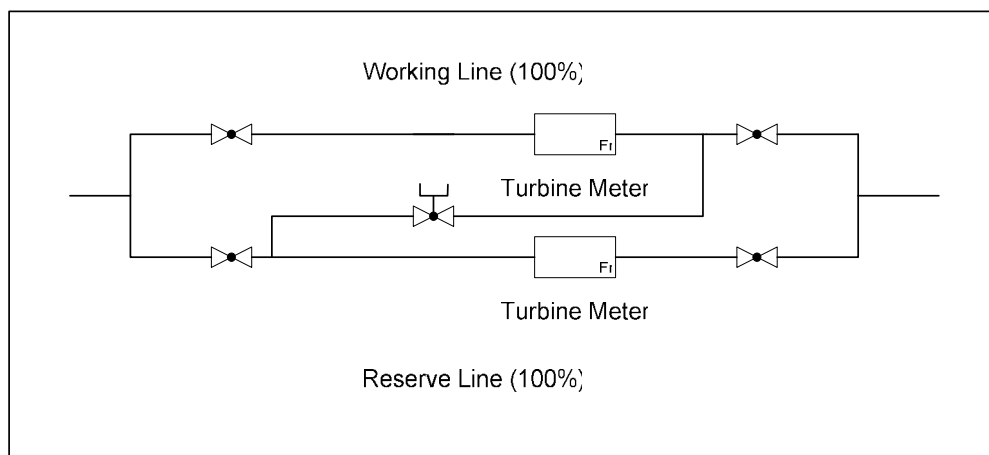 Working Line (100%)
Fr
Turbine Meter
Fr
Turbine Meter
Reserve Line (100%)